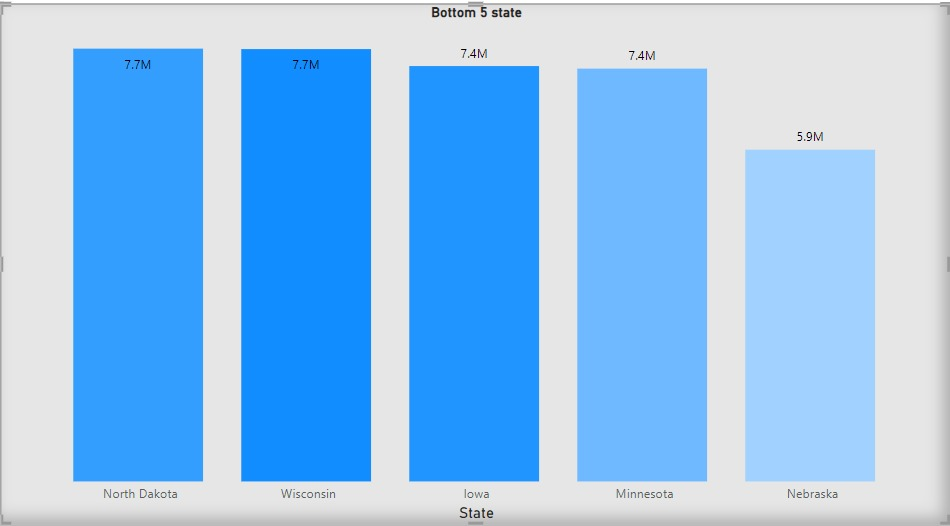 Bottom 5 state
7.7M
7.7M
7.4M
7.4M
5.9M
North Dakota
Wisconsin
Iowa
Minnesota
Nebraska
State